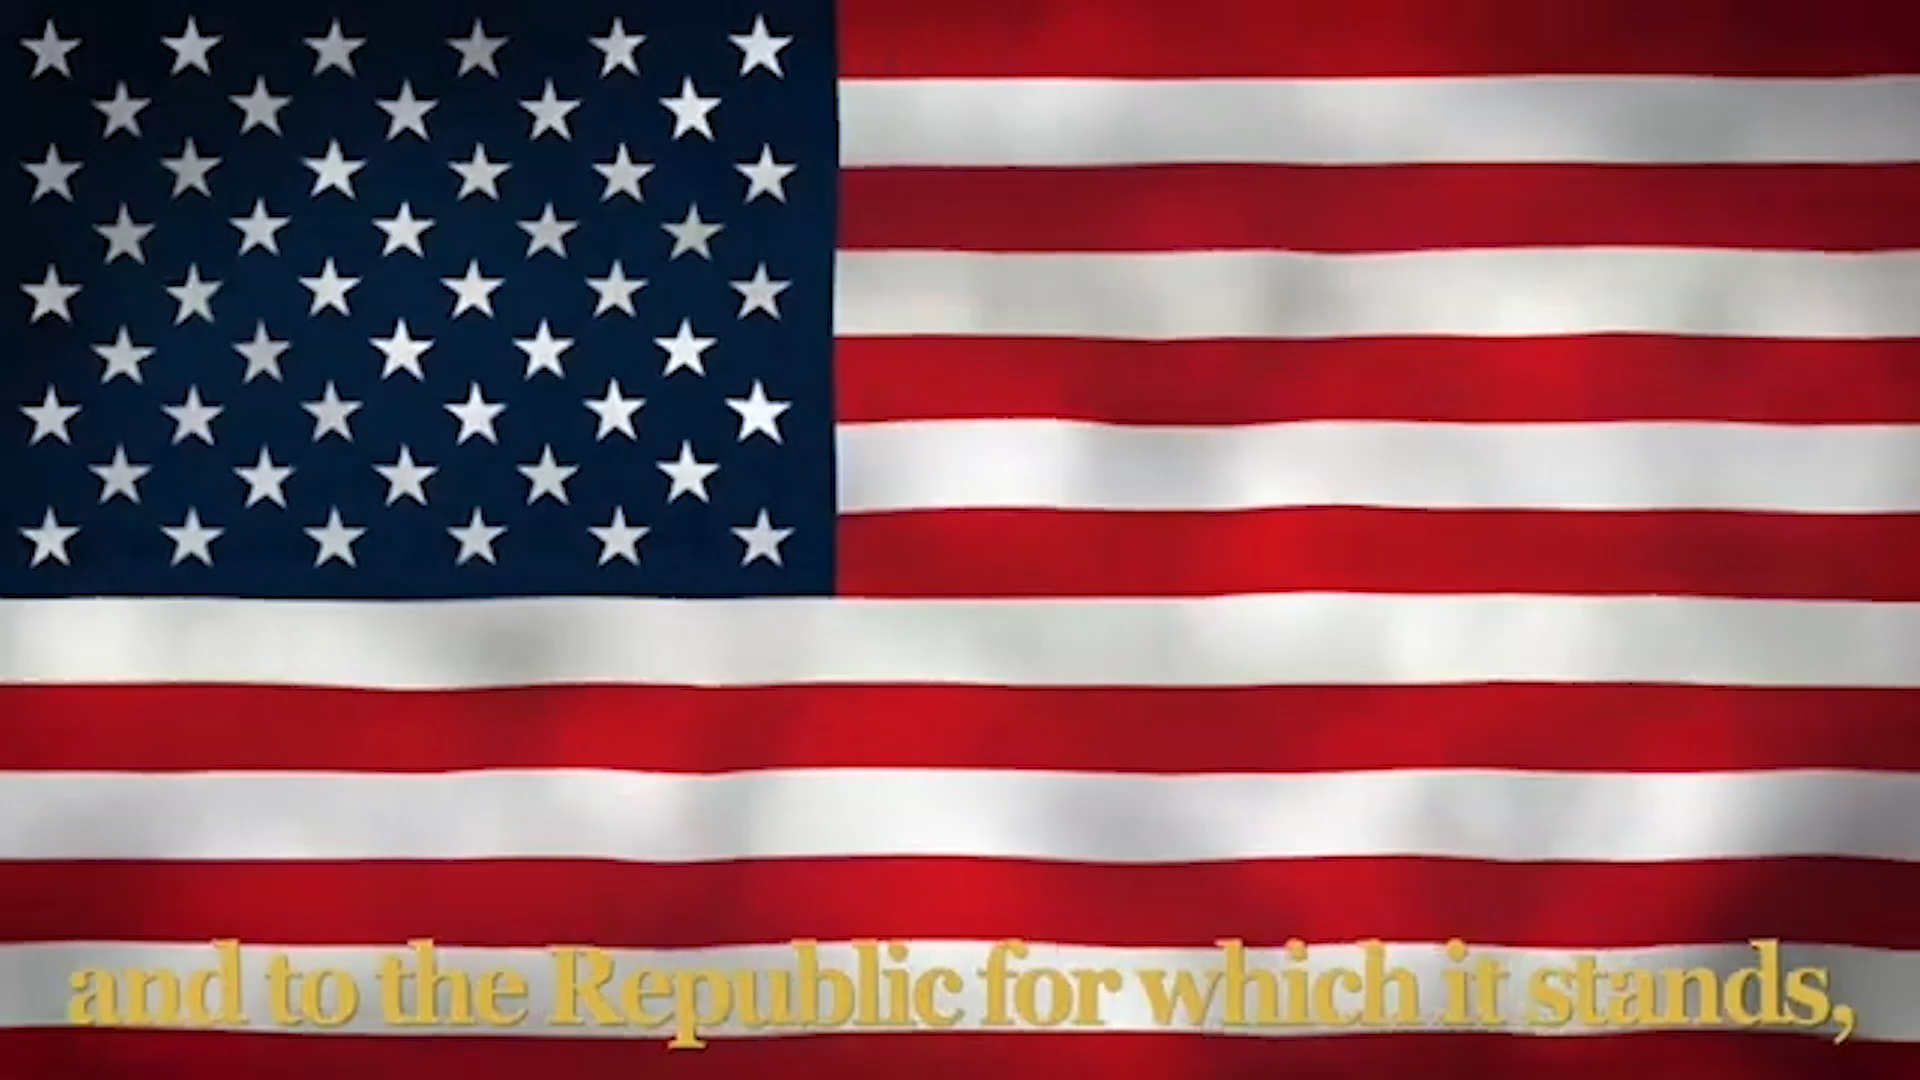 and to the Republic for which it stands,